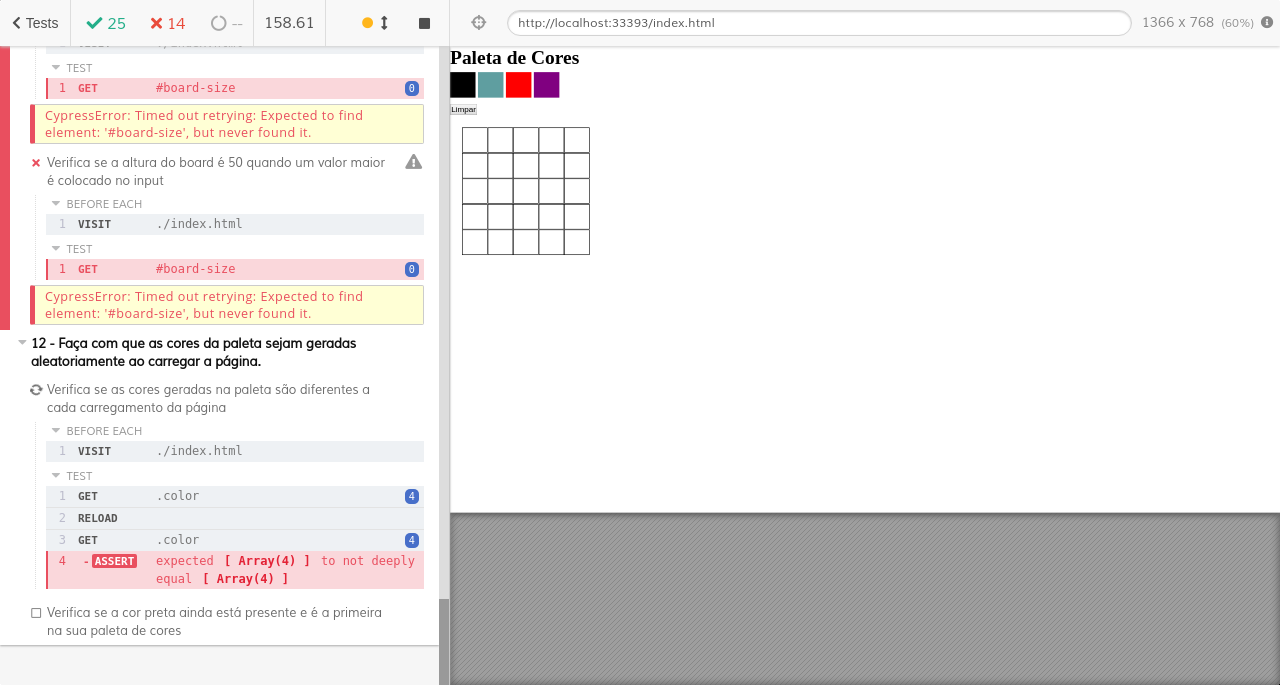 Tests
25
14
--
158.61
http://localhost:33393/index.html
1366 x 768 (60%)
TEST
1 GET #board-size 0
CypressError: Timed out retrying: Expected to find
element: '#board-size', but never found it.
Verifica se a altura do board é 50 quando um valor maior
é colocado no input
BEFORE EACH
1 VISIT ./index.html
TEST
1 GET #board-size 0
CypressError: Timed out retrying: Expected to find
element: '#board-size', but never found it.
12 - Faça com que as cores da paleta sejam geradas
aleatoriamente ao carregar a página.
Verifica se as cores geradas na paleta são diferentes a
cada carregamento da página
BEFORE EACH
1 VISIT ./index.html
TEST
1 GET .color 4
2 RELOAD
3 GET .color 4
4 -ASSERT expected [ Array(4) ] to not deeply
equal [ Array(4) ]
Verifica se a cor preta ainda está presente e é a primeira
na sua paleta de cores
Paleta de Cores
Limpar